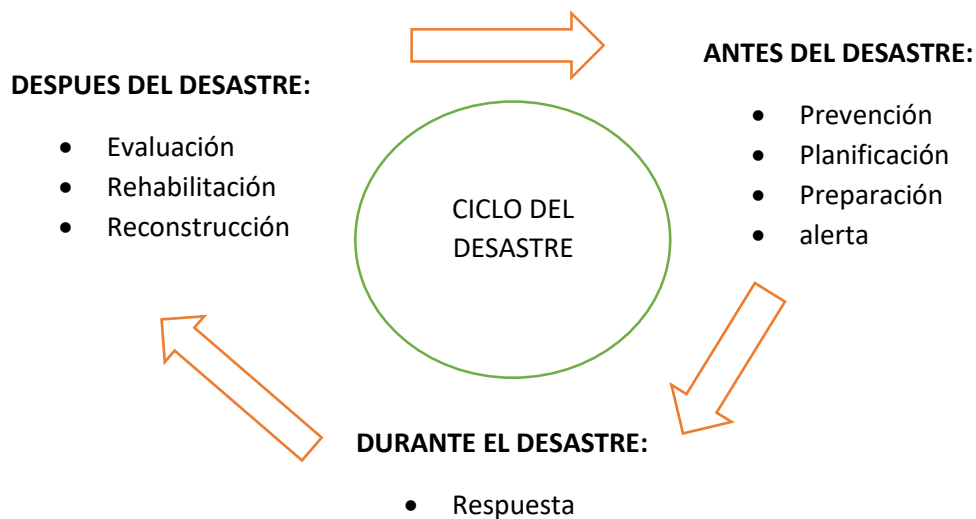 DESPUES DEL DESASTRE:
• Evaluación
• Rehabilitación
• Reconstrucción
ANTES DEL DESASTRE:
• Prevención
• Planificación
• Preparación
• alerta
CICLO DEL
DESASTRE
DURANTE EL DESASTRE:
• Respuesta